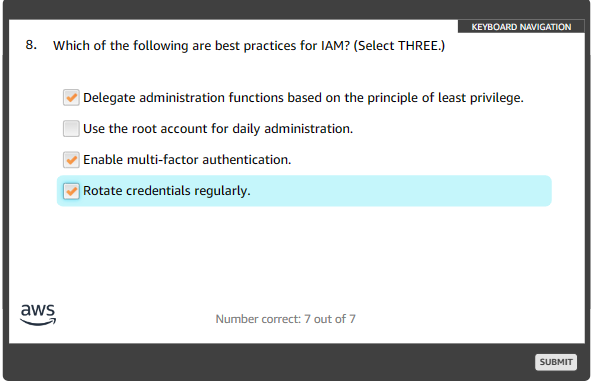 KEYBOARD NAVIGATION
8. Which of the following are best practices for IAM? (Select THREE.)
Delegate administration functions based on the principle of least privilege.
Use the root account for daily administration.
Enable multi-factor authentication.
Rotate credentials regularly.
aws
Number correct: 7 out of 7
SUBMIT